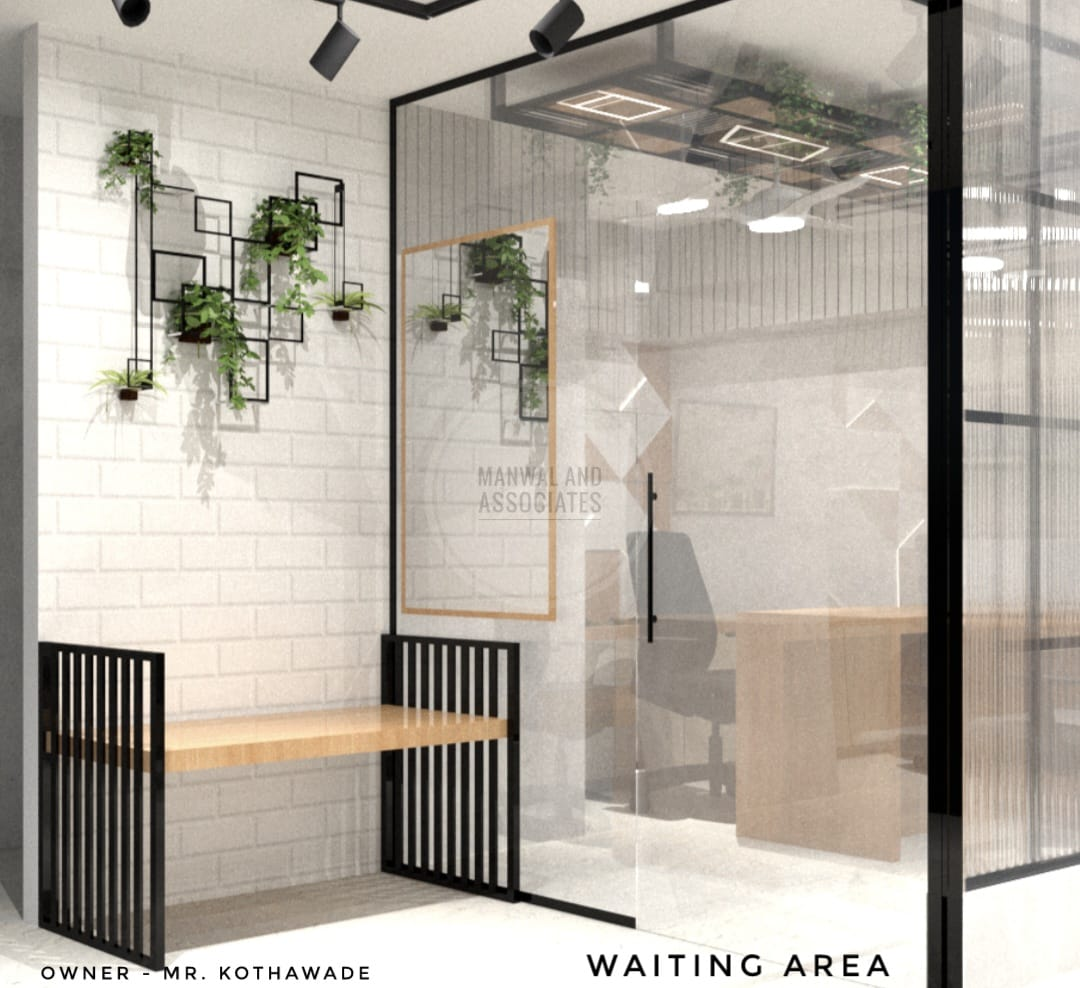 MANWAL AND
ASSOCIATES
OWNER - MR. KOTHAWADE
WAITING AREA